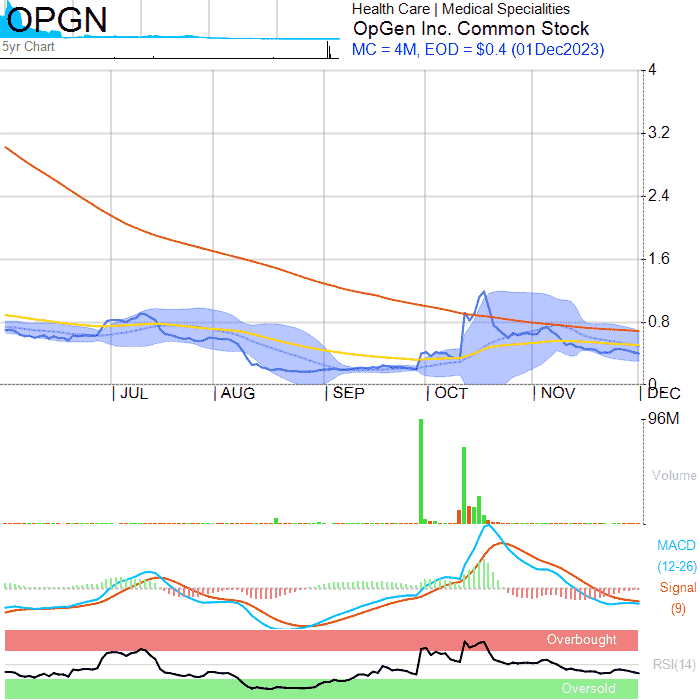 OPGN
5yr Chart
Health Care | Medical Specialities
OpGen Inc. Common Stock
MC = 4M, EOD = $0.4 (01Dec2023)
4
3.2
2.4
1.6
0.8
0
JUL AUG SEP OCT NOV DEC
96M
Volume
MACD
(12-26)
Signal
(9)
Overbought
RSI(14)
Oversold